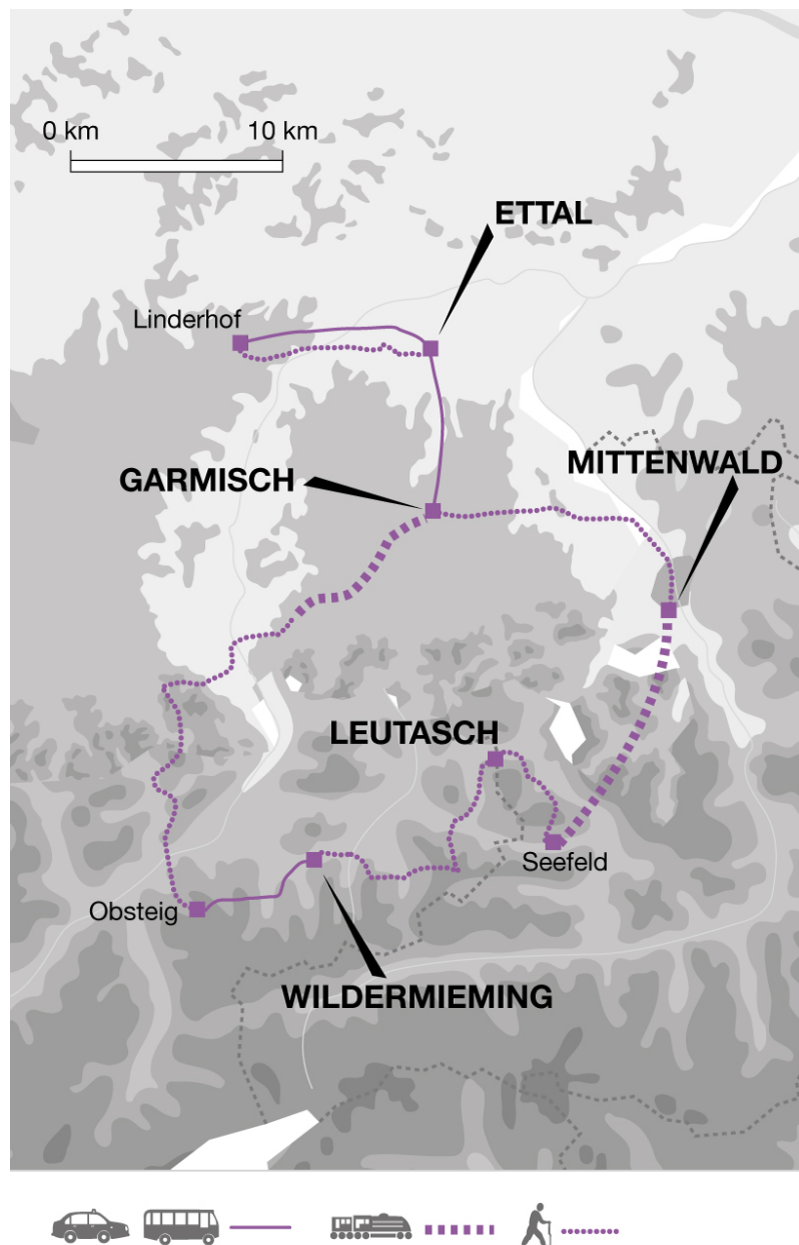 0 km 10 km
ETTAL
Linderhof
MITTENWALD
GARMISCH
LEUTASCH
Seefeld
Obsteig
WILDERMIEMING